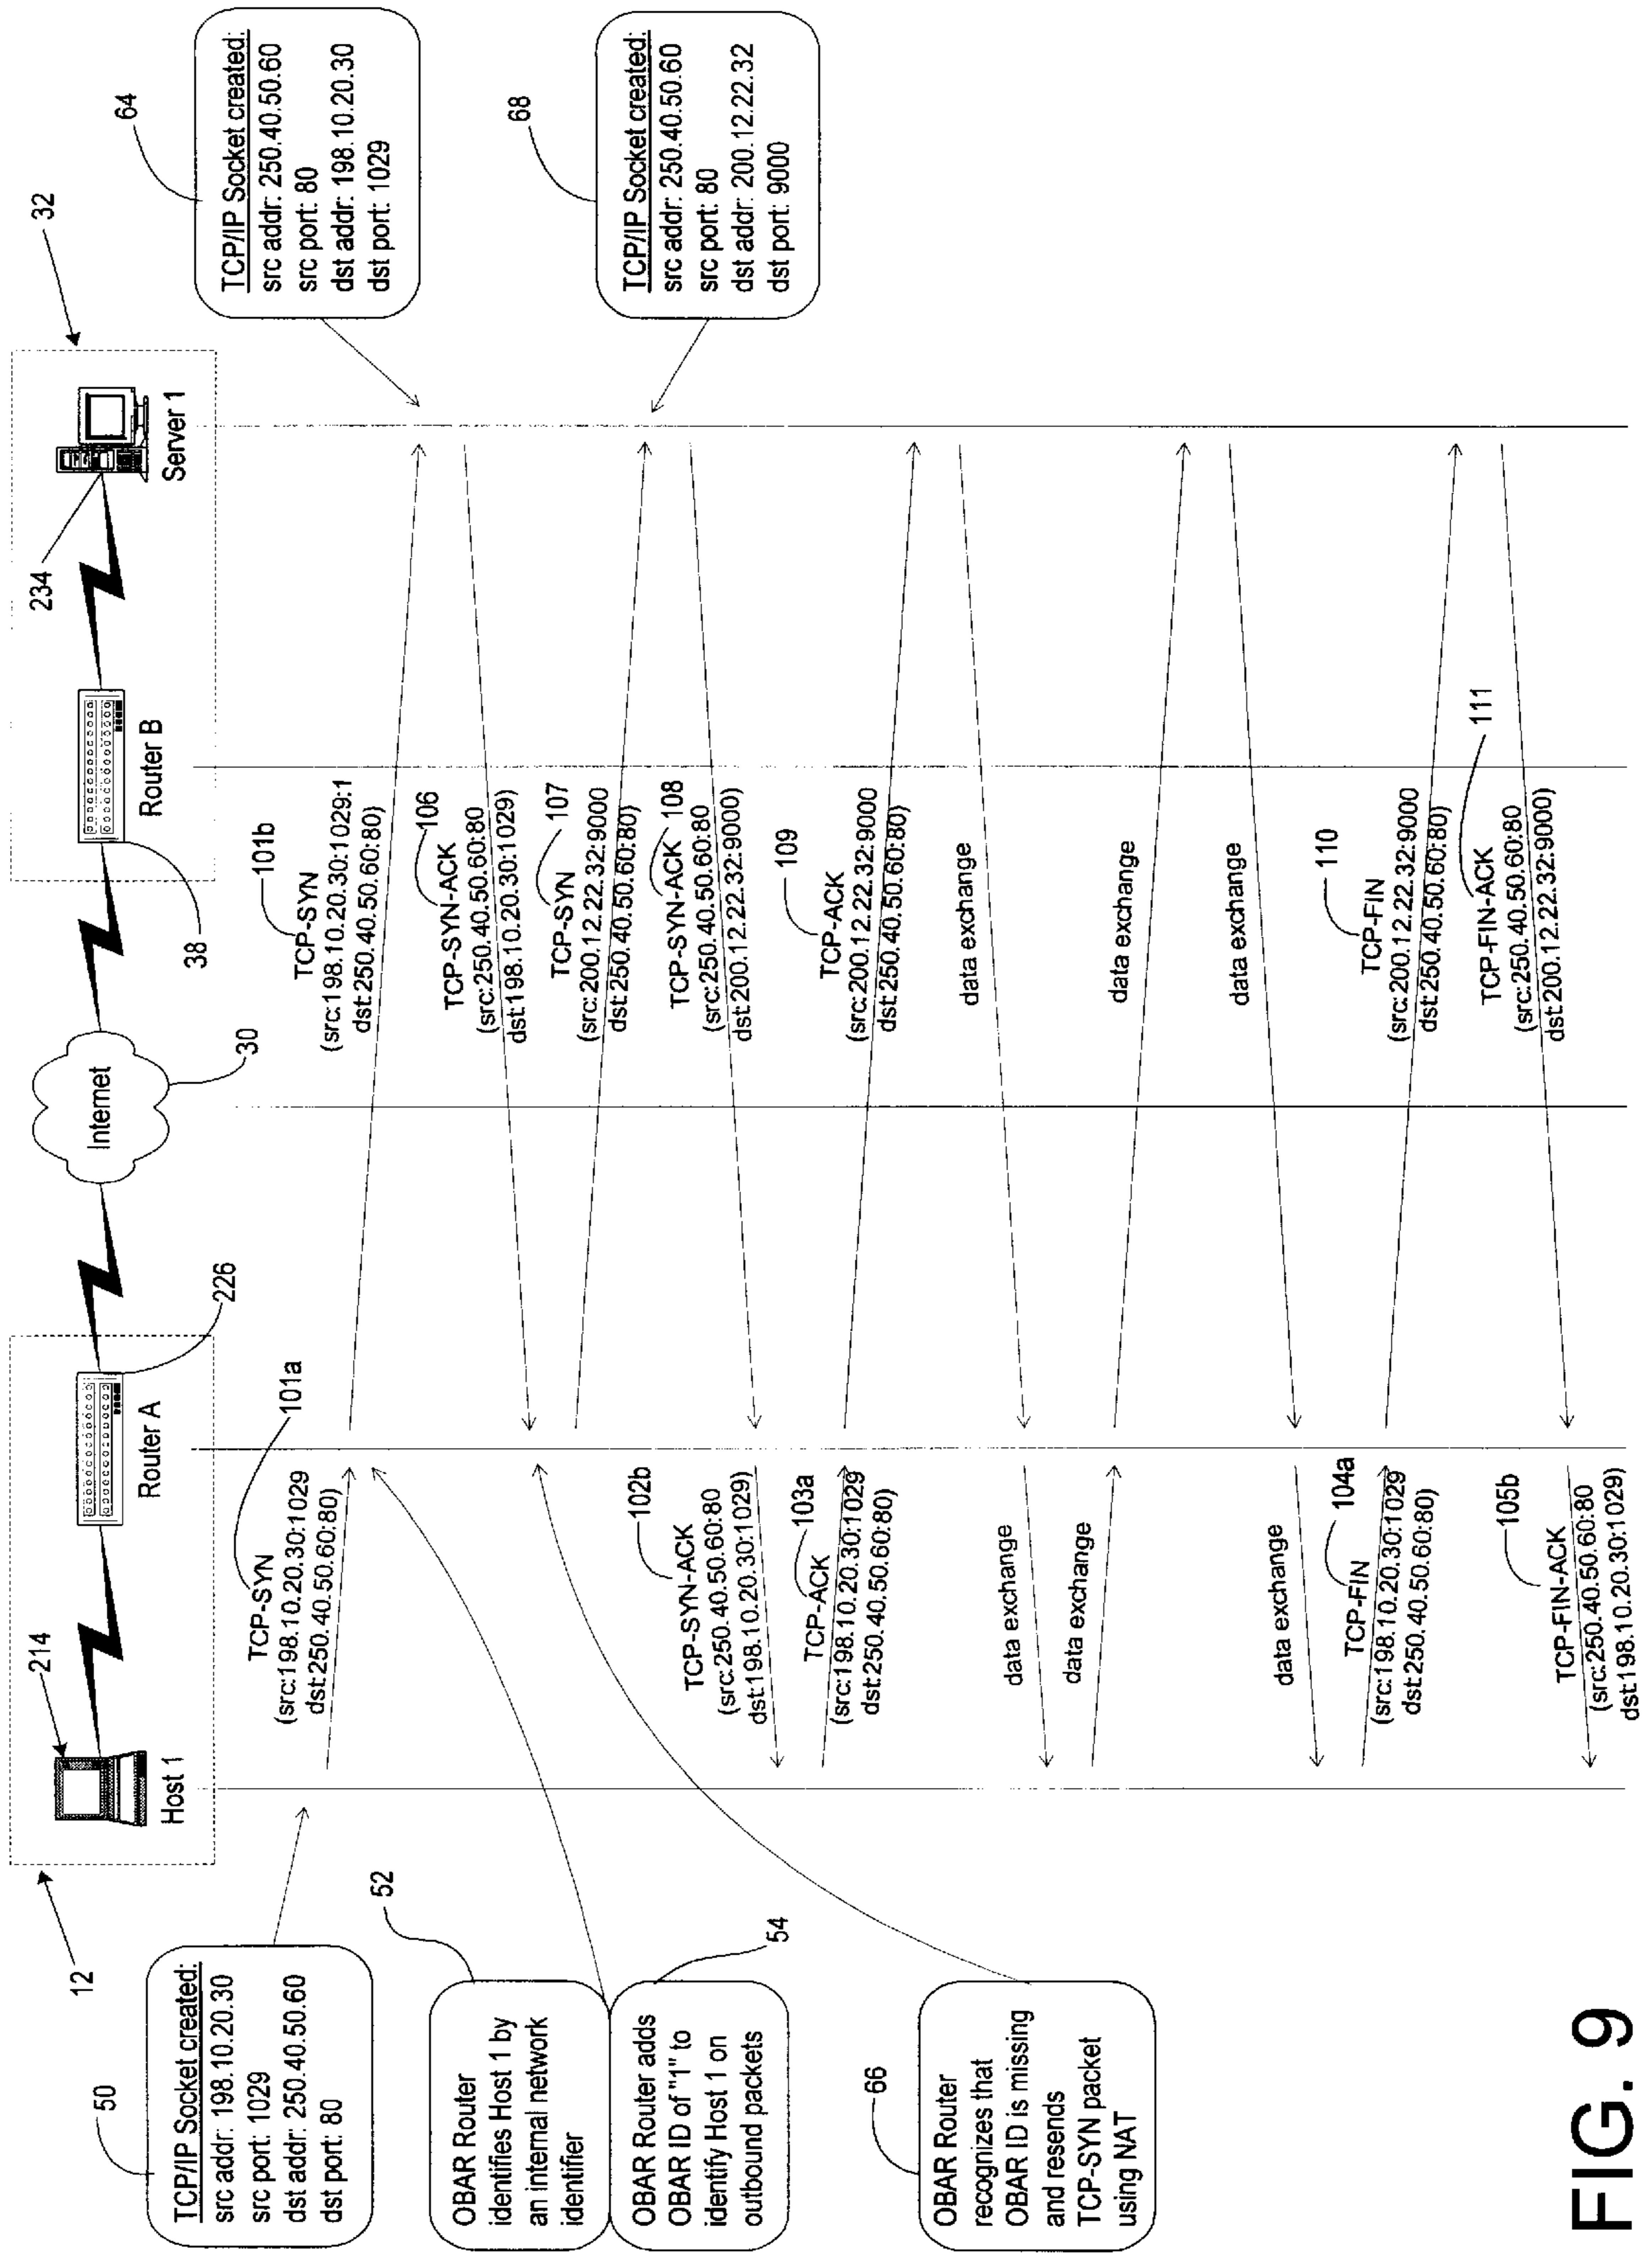 12
214
Host 1
Router A
226
Internet
30
38
Router B
234
Server 1
32
50
TCP/IP Socket created:
src addr: 198.10.20.30
src port: 1029
dst addr: 250.40.50.60
dst port: 80
52
OBAR Router
identifies Host 1 by
an internal network
identifier
54
OBAR Router adds
OBAR ID of "1" to
identify Host 1 on
outbound packets
66
OBAR Router
recognizes that
OBAR ID is missing
and resends
TCP-SYN packet
using NAT
101a
TCP-SYN
(src:198.10.20.30:1029
dst:250.40.50.60:80)
102b
TCP-SYN-ACK
(src:250.40.50.60:80
dst:198.10.20.30:1029)
103a
TCP-ACK
(src:198.10.20.30:1029
dst:250.40.50.60:80)
data exchange
data exchange
data exchange
104a
TCP-FIN
(src:198.10.20.30:1029
dst:250.40.50.60:80)
105b
TCP-FIN-ACK
(src:250.40.50.60:80
dst:198.10.20.30:1029)
101b
TCP-SYN
(src:198.10.20.30:1029:1
dst:250.40.50.60:80)
106
TCP-SYN-ACK
(src:250.40.50.60:80
dst:198.10.20.30:1029)
107
TCP-SYN
(src:200.12.22.32:9000
dst:250.40.50.60:80)
108
TCP-SYN-ACK
(src:250.40.50.60:80
dst:200.12.22.32:9000)
109
TCP-ACK
(src:200.12.22.32:9000
dst:250.40.50.60:80)
data exchange
data exchange
data exchange
110
TCP-FIN
(src:200.12.22.32:9000
dst:250.40.50.60:80)
111
TCP-FIN-ACK
(src:250.40.50.60:80
dst:200.12.22.32:9000)
64
TCP/IP Socket created:
src addr: 250.40.50.60
src port: 80
dst addr: 198.10.20.30
dst port: 1029
68
TCP/IP Socket created:
src addr: 250.40.50.60
src port: 80
dst addr: 200.12.22.32
dst port: 9000
FIG. 9